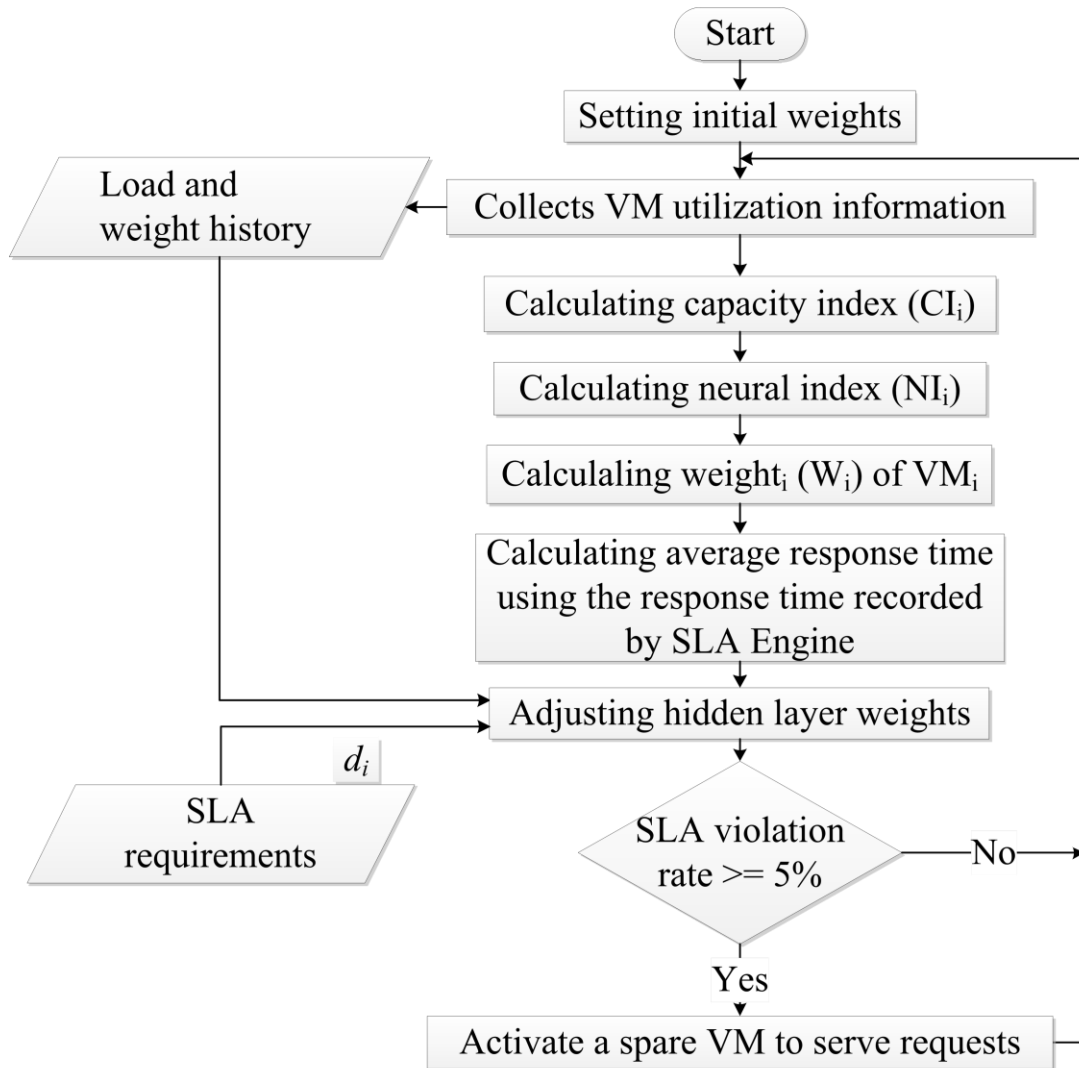 Start
Setting initial weights
Load and
weight history
Collects VM utilization information
Calculating capacity index (CIᵢ)
Calculating neural index (NIᵢ)
Calculaling weightᵢ (Wᵢ) of VMᵢ
Calculating average response time
using the response time recorded
by SLA Engine
Adjusting hidden layer weights
dᵢ
SLA
requirements
SLA violation
rate >= 5%
No
Yes
Activate a spare VM to serve requests